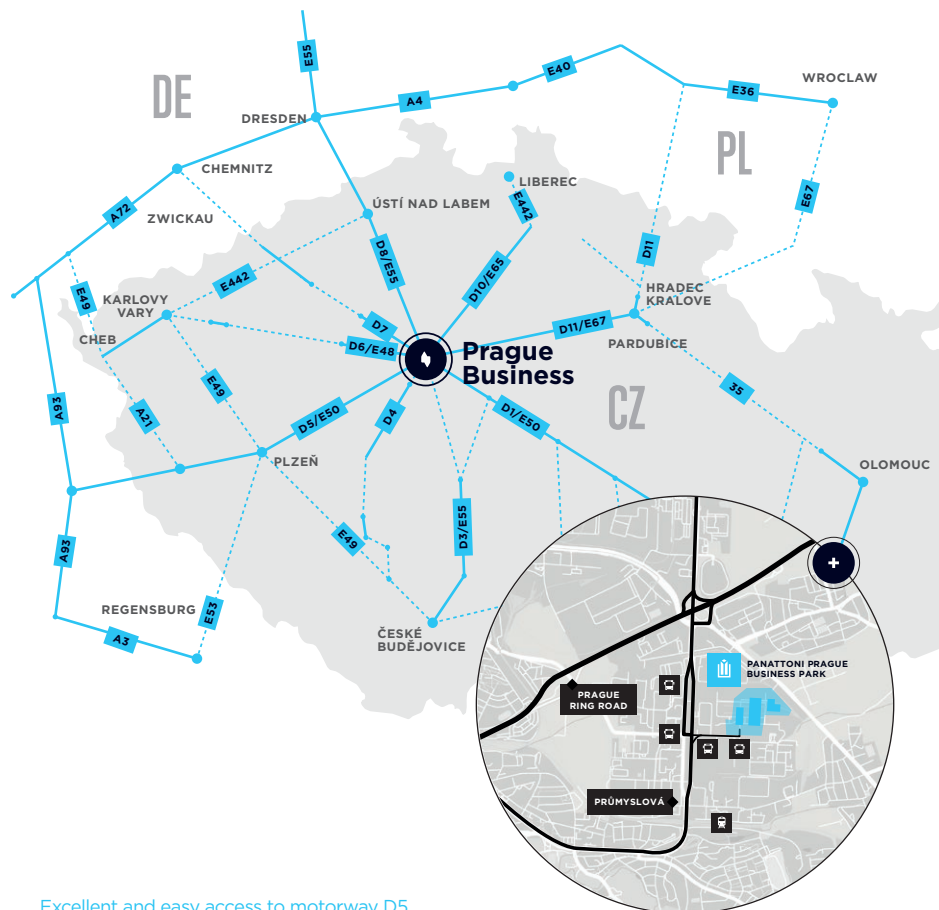 E55
DE
E40
WROCLAW
A4
E36
DRESDEN
PL
CHEMNITZ
LIBEREC
E442
E67
ZWICKAU
ÚSTÍ NAD LABEM
A72
D8/E55
D10/E65
D11
E442
E49
KARLOVY
VARY
HRADEC
KRALOVE
D7
D11/E67
CHEB
D6/E48
PARDUBICE
Prague
Business
CZ
E49
35
A93
A21
D5/E50
D4
D1/E50
PLZEŇ
OLOMOUC
D3/E55
E49
A93
REGENSBURG
E53
A3
ČESKÉ
BUDĚJOVICE
PANATTONI PRAGUE
BUSINESS PARK
PRAGUE
RING ROAD
PRŮMYSLOVÁ
Excellent and easy access to motorway D5